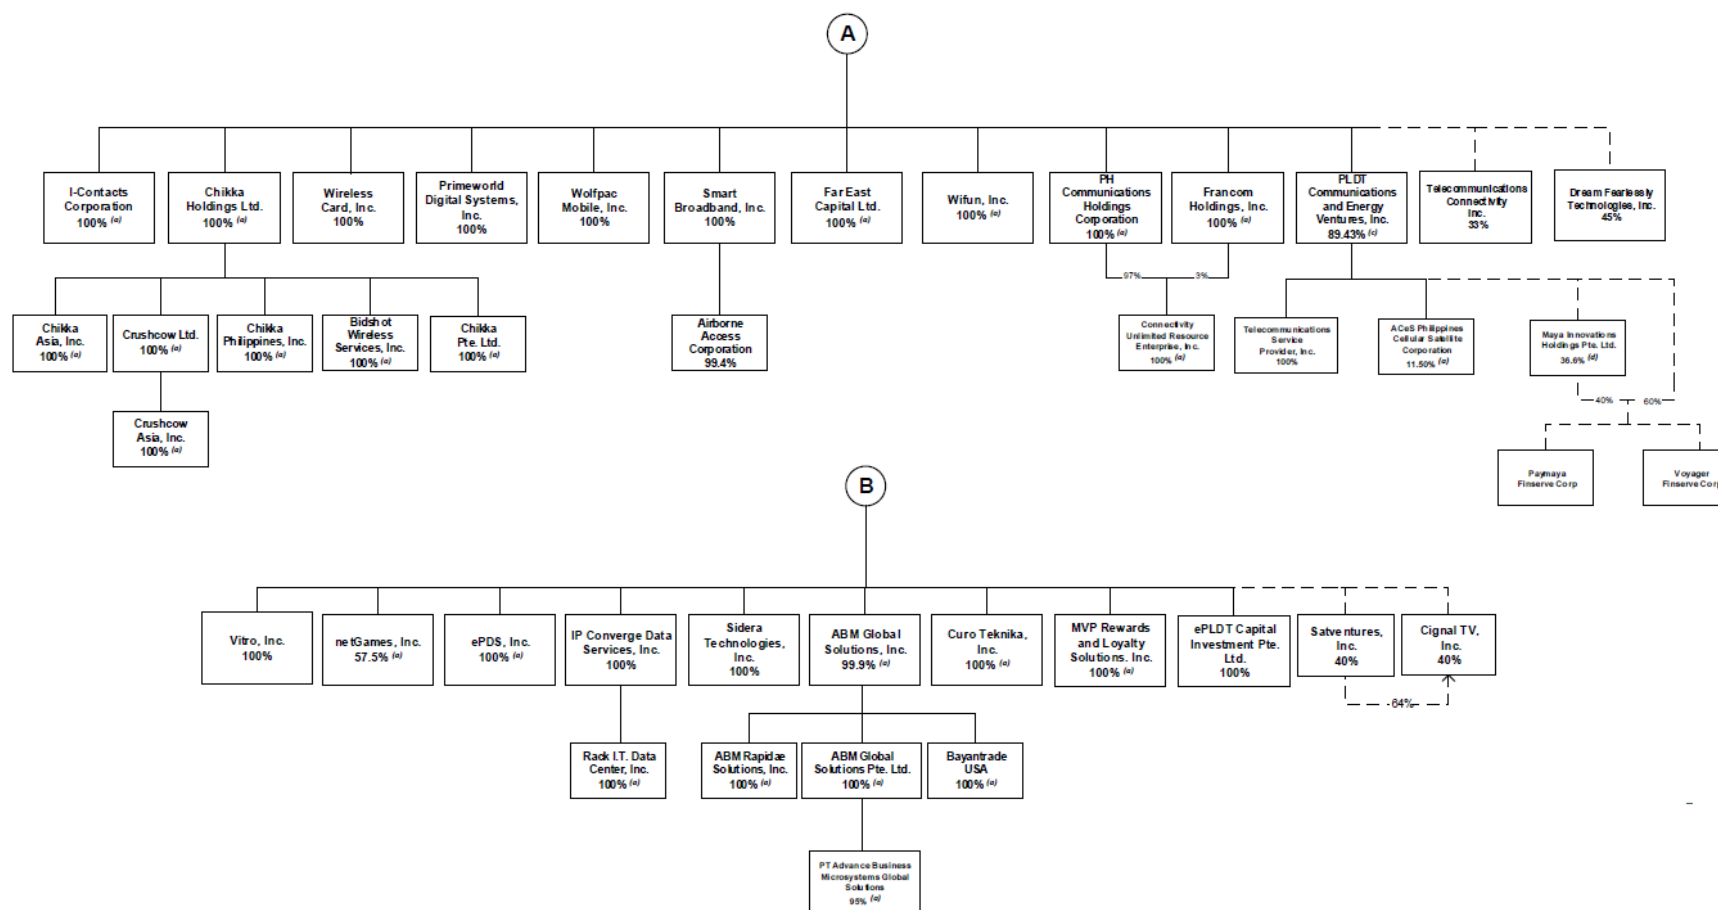 A
I-Contacts
Corporation
100% (a)
Chikka
Holdings Ltd.
100% (a)
Wireless
Card, Inc.
100%
Primeworld
Digital Systems,
Inc.
100%
Wolfpac
Mobile, Inc.
100%
Smart
Broadband, Inc.
100%
Far East
Capital Ltd.
100% (a)
Wifun, Inc.
100% (a)
PH
Communications
Holdings
Corporation
100% (a)
Francom
Holdings, Inc.
100% (a)
PLDT
Communications
and Energy
Ventures, Inc.
89.43% (c)
Telecommunications
Connectivity
Inc.
33%
Dream Fearlessly
Technologies, Inc.
45%
97%
3%
Chikka
Asia, Inc.
100% (a)
Crushcow Ltd.
100% (a)
Chikka
Philippines, Inc.
100% (a)
Bidshot
Wireless
Services, Inc.
100% (a)
Chikka
Pte. Ltd.
100% (a)
Airborne
Access
Corporation
99.4%
Connectivity
Unlimited Resource
Enterprise, Inc.
100% (a)
Telecommunications
Service
Provider, Inc.
100%
ACeS Philippines
Cellular Satellite
Corporation
11.50% (a)
Maya Innovations
Holdings Pte. Ltd.
36.6% (d)
40%
60%
Crushcow
Asia, Inc.
100% (a)
Paymaya
Finserve Corp
Voyager
Finserve Corp
B
Vitro, Inc.
100%
netGames, Inc.
57.5% (a)
ePDS, Inc.
100% (a)
IP Converge Data
Services, Inc.
100%
Sidera
Technologies,
Inc.
100%
ABM Global
Solutions, Inc.
99.9% (a)
Curo Teknika,
Inc.
100% (a)
MVP Rewards
and Loyalty
Solutions. Inc.
100% (a)
ePLDT Capital
Investment Pte.
Ltd.
100%
Satventures,
Inc.
40%
Cignal TV,
Inc.
40%
64%
Rack I.T. Data
Center, Inc.
100% (a)
ABM Rapidae
Solutions, Inc.
100% (a)
ABM Global
Solutions Pte. Ltd.
100% (a)
Bayantrade
USA
100% (a)
PT Advance Business
Microsystems Global
Solutions
95% (a)